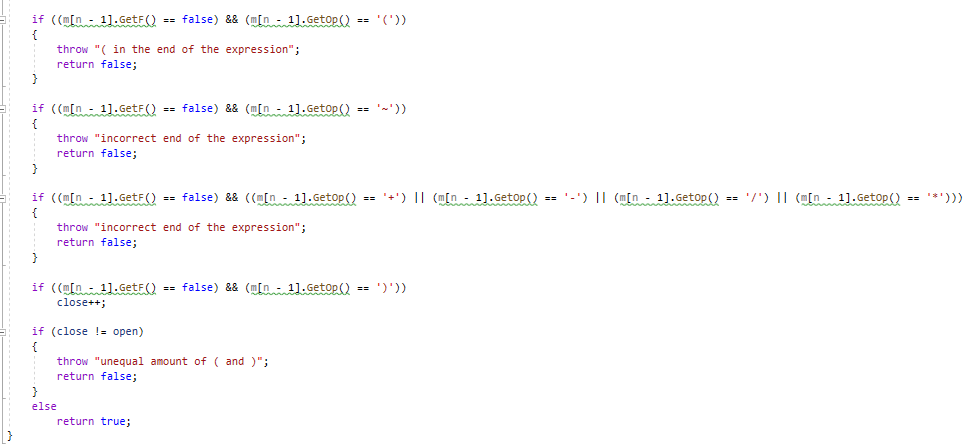 if ((m[n - 1].GetF() == false) && (m[n - 1].GetOp() == '('))
{
throw "( in the end of the expression";
return false;
}
if ((m[n - 1].GetF() == false) && (m[n - 1].GetOp() == '~'))
{
throw "incorrect end of the expression";
return false;
}
if ((m[n - 1].GetF() == false) && ((m[n - 1].GetOp() == '+') || (m[n - 1].GetOp() == '-') || (m[n - 1].GetOp() == '/') || (m[n - 1].GetOp() == '*')))
{
throw "incorrect end of the expression";
return false;
}
if ((m[n - 1].GetF() == false) && (m[n - 1].GetOp() == ')'))
close++;
if (close != open)
{
throw "unequal amount of ( and )";
return false;
}
else
return true;
}